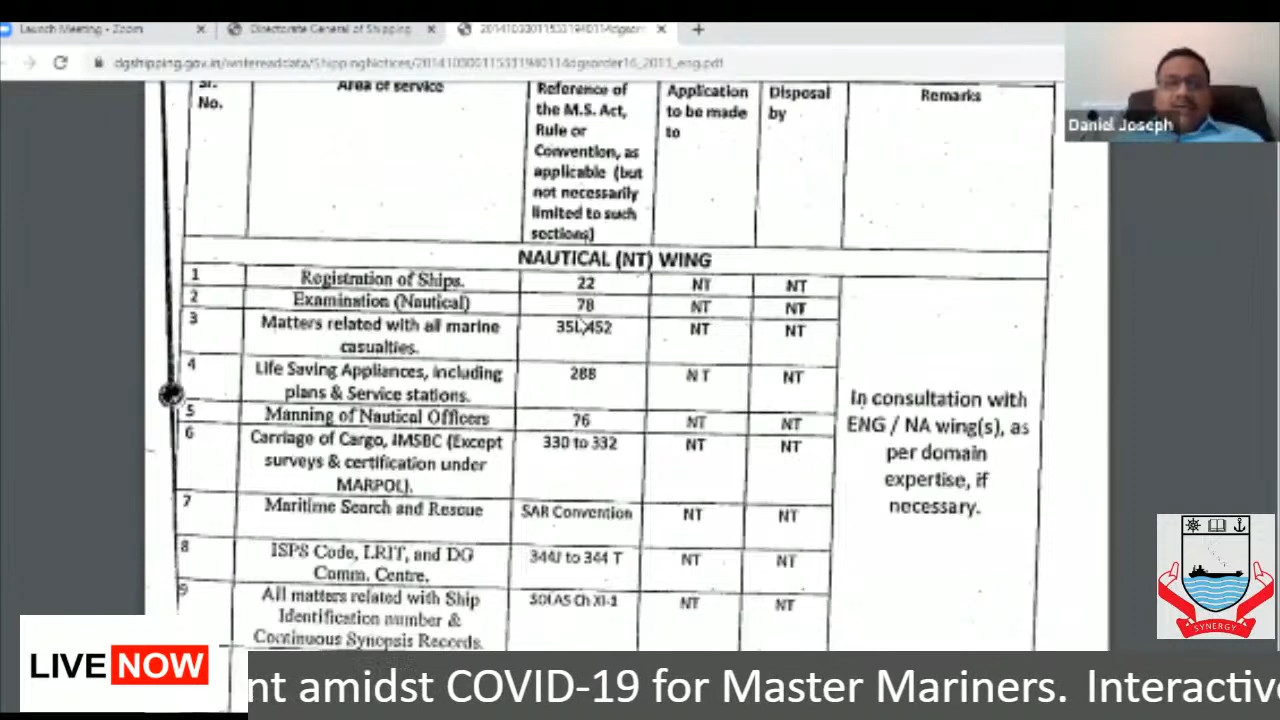 Launch Meeting - Zoom
Directorate General of Shipping
Daniel Joseph
Sr. No.
Area of service
Reference of
the M.S. Act,
Rule or
Convention, as
applicable (but
not necessarily
limited to such
sections)
Application
to be made
to
Disposal
by
Remarks
NAUTICAL (NT) WING
1 Registration of Ships. 22 NT NT
2 Examination (Nautical) 78 NT NT
3 Matters related with all marine
casualties. NT NT
4 Life Saving Appliances, including
plans & Service stations. 288 N T NT
5 Manning of Nautical Officers 76 NT NT
6 Carriage of Cargo, IMSBC (Except
surveys & certification under
MARPOL). 330 to 332 NT NT
7 Maritime Search and Rescue SAR Convention NT NT
8 ISPS Code, LRIT, and DG
Comm. Centre. 344J to 344 T NT NT
9 All matters related with Ship
Identification number &
Continuous Synopsis Records. NT NT
In consultation with
ENG / NA wing(s), as
per domain
expertise, if
necessary.
SYNERGY
LIVE NOW
nt amidst COVID-19 for Master Mariners. Interactive